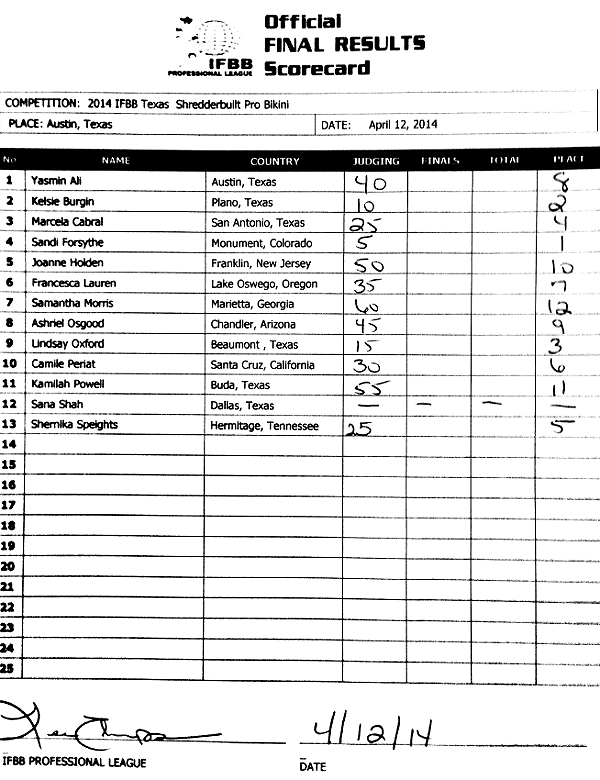 Official
FINAL RESULTS
Scorecard
IFBB
PROFESSIONAL LEAGUE
COMPETITION: 2014 IFBB Texas Shredderbuilt Pro Bikini
PLACE: Austin, Texas DATE: April 12, 2014
No NAME COUNTRY JUDGING FINALS TOTAL PLACE
1 Yasmin Ali Austin, Texas 40 8
2 Kelsie Burgin Plano, Texas 10 2
3 Marcela Cabral San Antonio, Texas 25 4
4 Sandi Forsythe Monument, Colorado 5 1
5 Joanne Holden Franklin, New Jersey 50 10
6 Francesca Lauren Lake Oswego, Oregon 35 7
7 Samantha Morris Marietta, Georgia 60 12
8 Ashriel Osgood Chandler, Arizona 45 9
9 Lindsay Oxford Beaumont , Texas 15 3
10 Camile Periat Santa Cruz, California 30 6
11 Kamilah Powell Buda, Texas 55 11
12 Sana Shah Dallas, Texas — — —
13 Shernika Speights Hermitage, Tennessee 25 5
14
15
16
17
18
19
20
21
22
23
24
25
4/12/14
IFBB PROFESSIONAL LEAGUE DATE